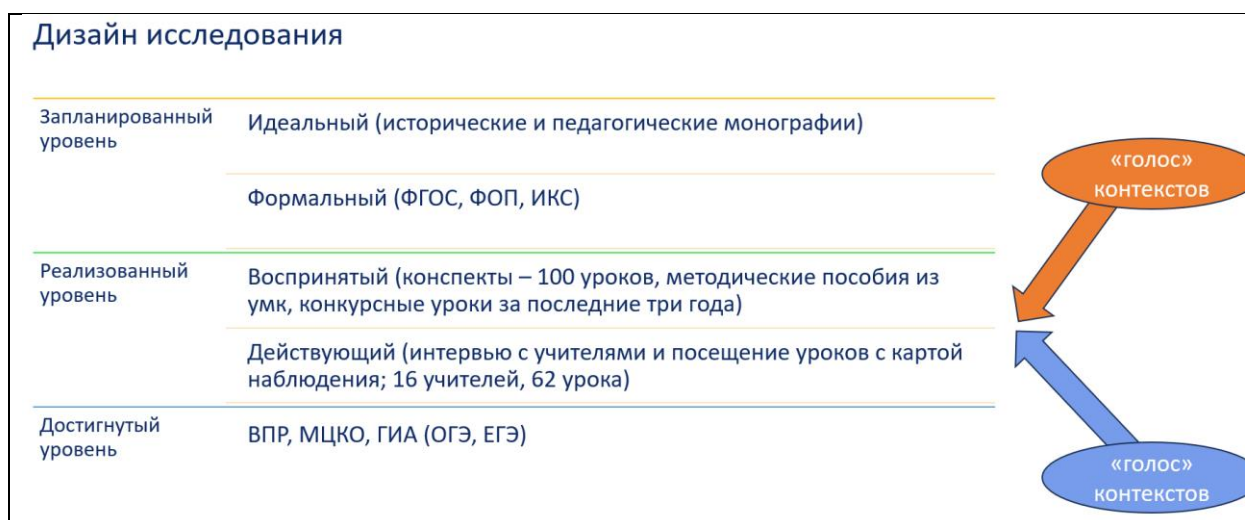 Дизайн исследования
Запланированный
уровень
Идеальный (исторические и педагогические монографии)
Формальный (ФГОС, ФОП, ИКС)
Реализованный
уровень
Воспринятый (конспекты – 100 уроков, методические пособия из
умк, конкурсные уроки за последние три года)
Действующий (интервью с учителями и посещение уроков с картой
наблюдения; 16 учителей, 62 урока)
Достигнутый
уровень
ВПР, МЦКО, ГИА (ОГЭ, ЕГЭ)
«голос»
контекстов
«голос»
контекстов